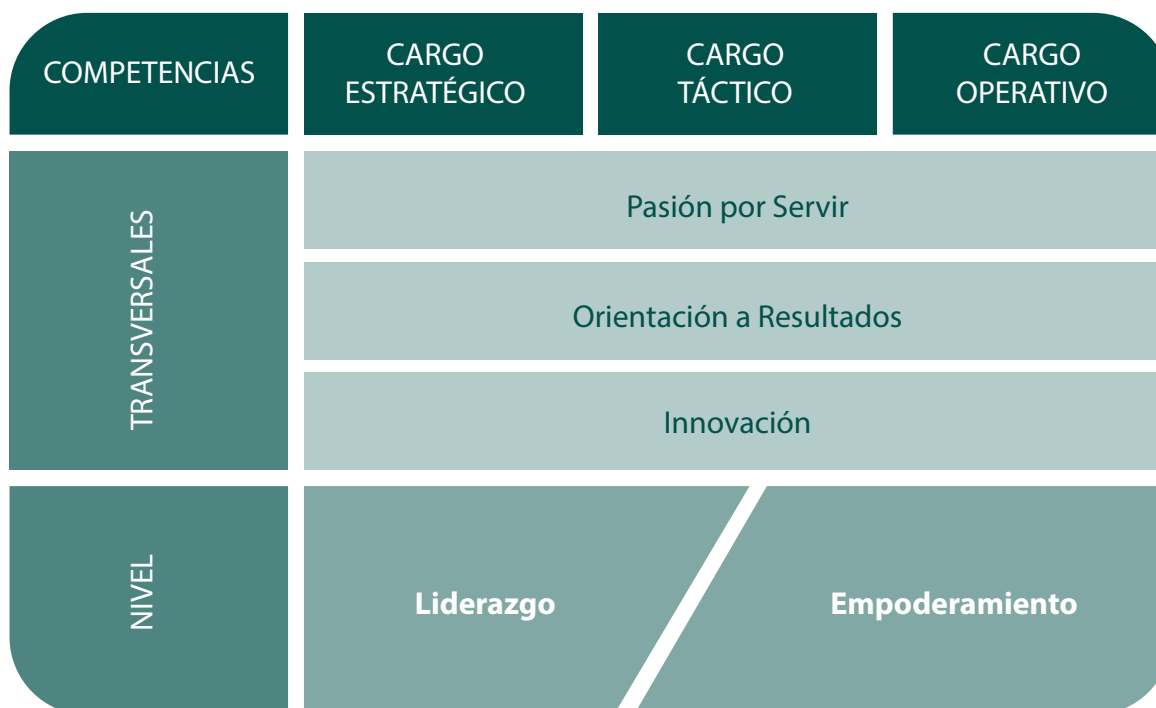 COMPETENCIAS
CARGO
ESTRATÉGICO
CARGO
TÁCTICO
CARGO
OPERATIVO
TRANSVERSALES
Pasión por Servir
Orientación a Resultados
Innovación
NIVEL
Liderazgo
Empoderamiento